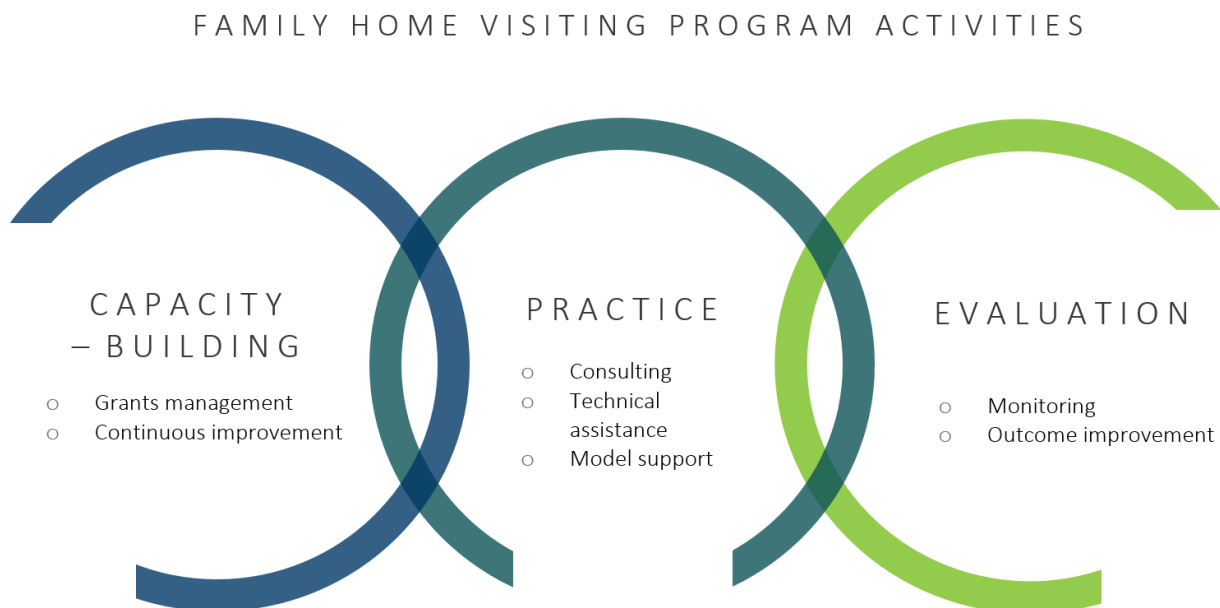 FAMILY HOME VISITING PROGRAM ACTIVITIES
CAPACITY
– BUILDING
o Grants management
o Continuous improvement
PRACTICE
o Consulting
o Technical
assistance
o Model support
EVALUATION
o Monitoring
o Outcome improvement